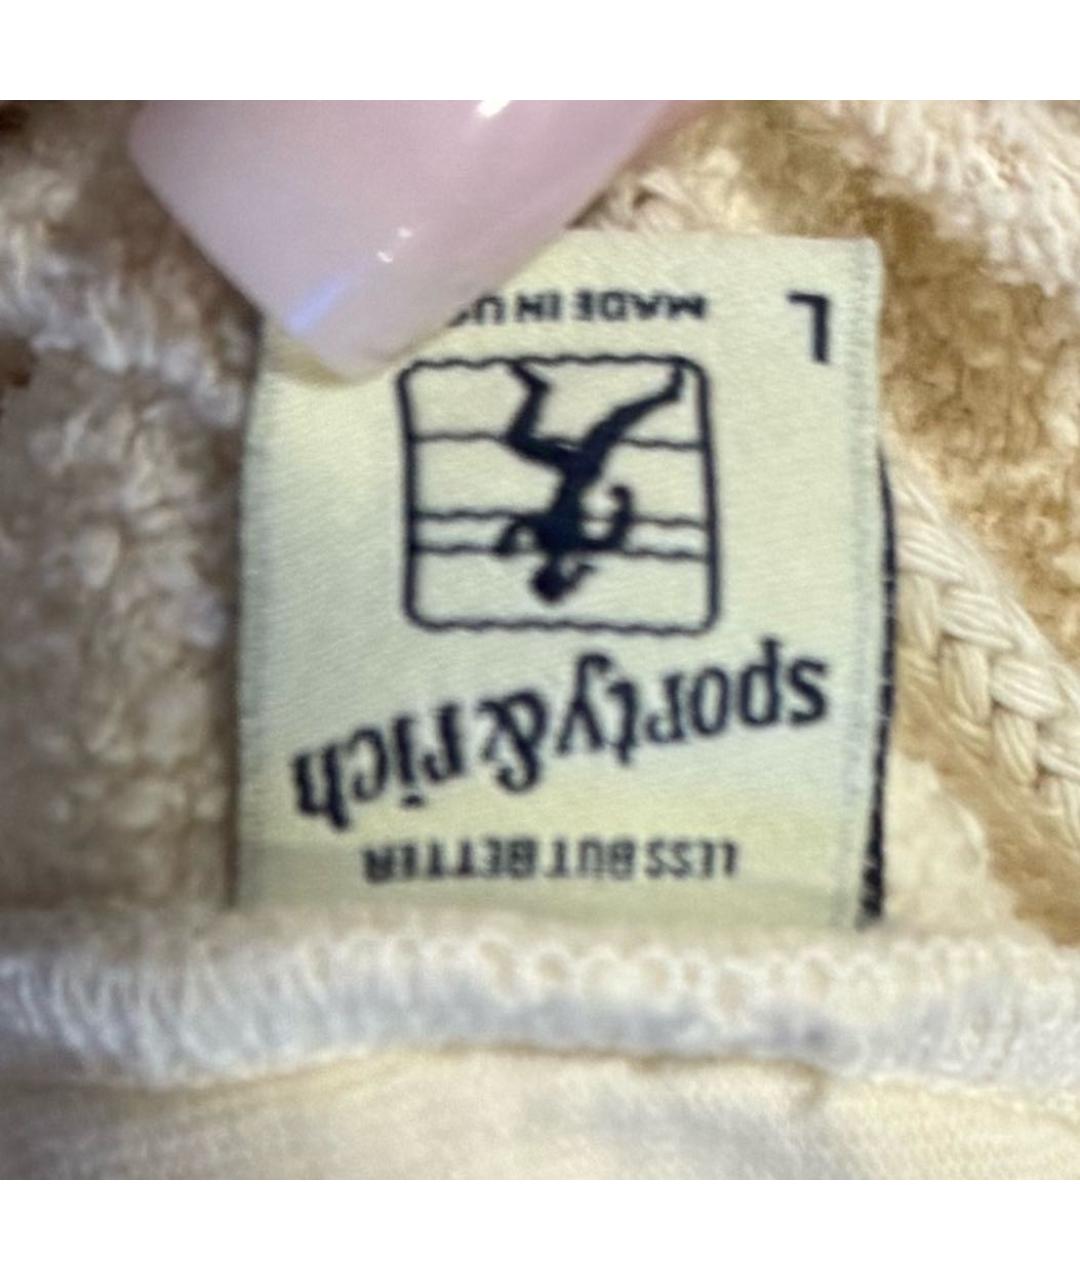 LESS BUT BETTER
sporty&rich
L
MADE IN